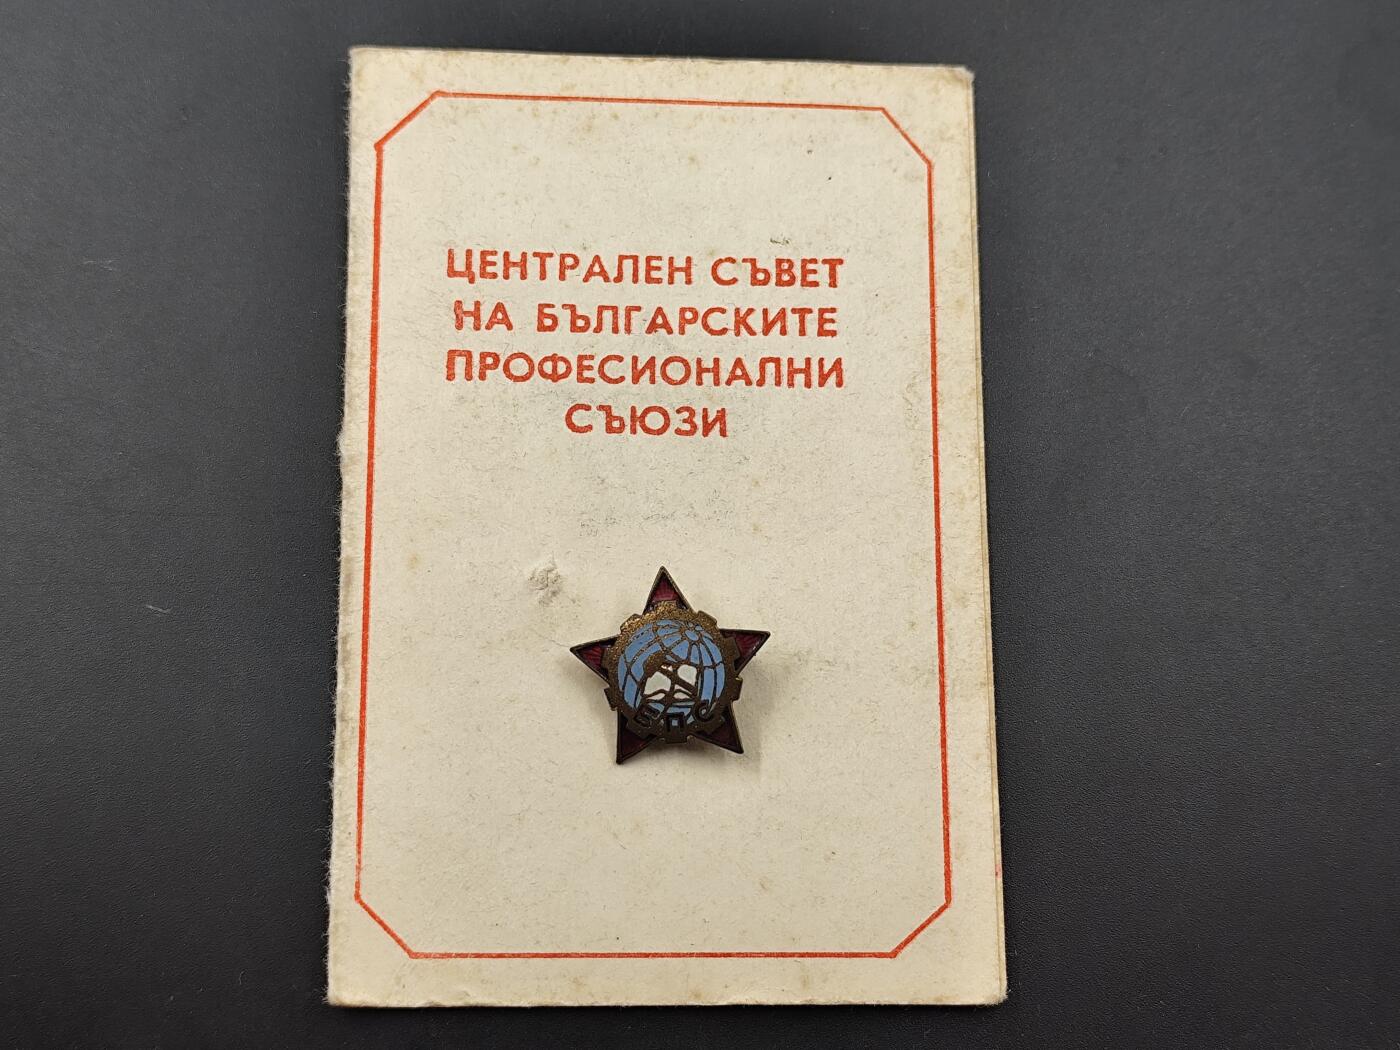 ЦЕНТРАЛЕН СЪВЕТ
НА БЪЛГАРСКИТЕ
ПРОФЕСИОНАЛНИ
СЪЮЗИ
БПС